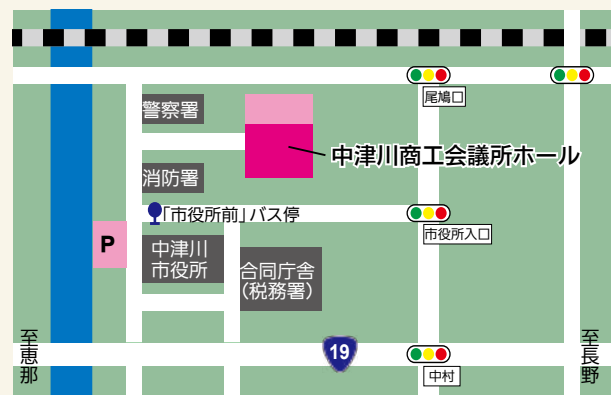 尾鳩口
警察署
中津川商工会議所ホール
消防署
「市役所前」バス停
市役所入口
P
中津川
市役所
合同庁舎
（税務署）
至恵那
19
中村
至長野